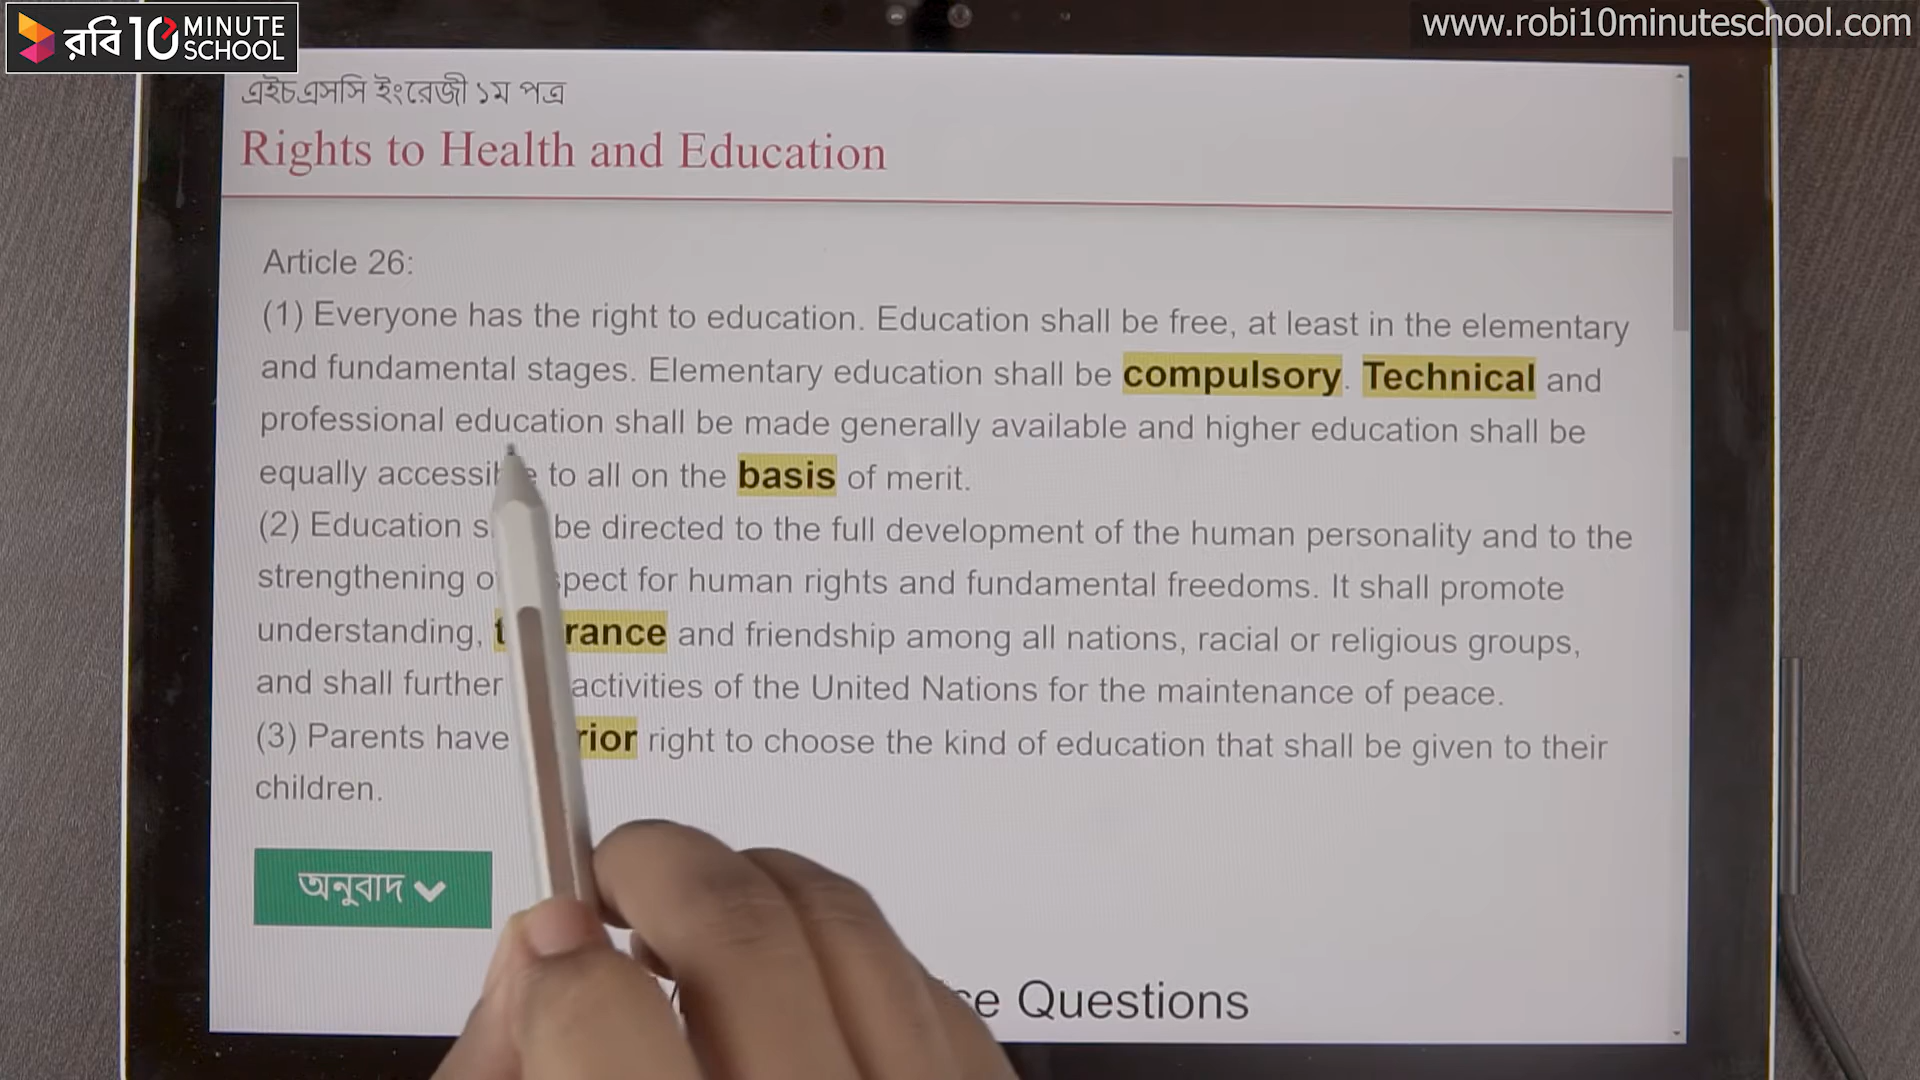 রবি 10 MINUTE SCHOOL
www.robi10minuteschool.com
এইচএসসি ইংরেজী ১ম পত্র
Rights to Health and Education
Article 26:
(1) Everyone has the right to education. Education shall be free, at least in the elementary
and fundamental stages. Elementary education shall be compulsory. Technical and
professional education shall be made generally available and higher education shall be
equally to all on the basis of merit.
(2) Education be directed to the full development of the human personality and to the
strengthening for human rights and fundamental freedoms. It shall promote
understanding, and friendship among all nations, racial or religious groups,
and shall further activities of the United Nations for the maintenance of peace.
(3) Parents have right to choose the kind of education that shall be given to their
children.
অনুবাদ
Questions